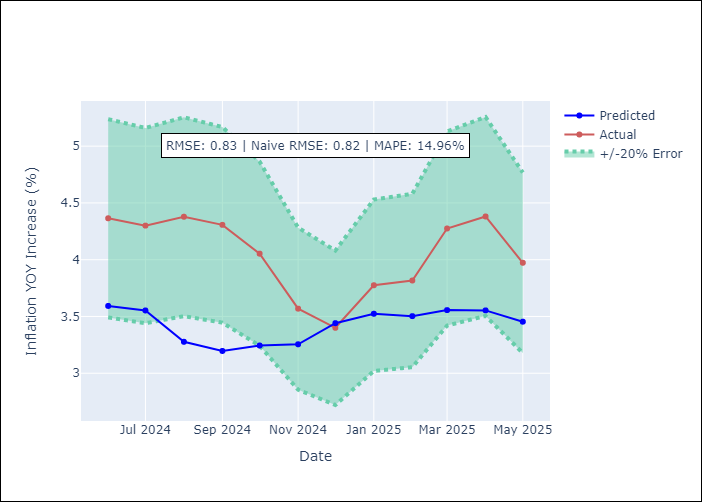 RMSE: 0.83 | Naive RMSE: 0.82 | MAPE: 14.96%
Predicted
Actual
+/-20% Error
Inflation YOY Increase (%)
5
4.5
4
3.5
3
Jul 2024
Sep 2024
Nov 2024
Jan 2025
Mar 2025
May 2025
Date